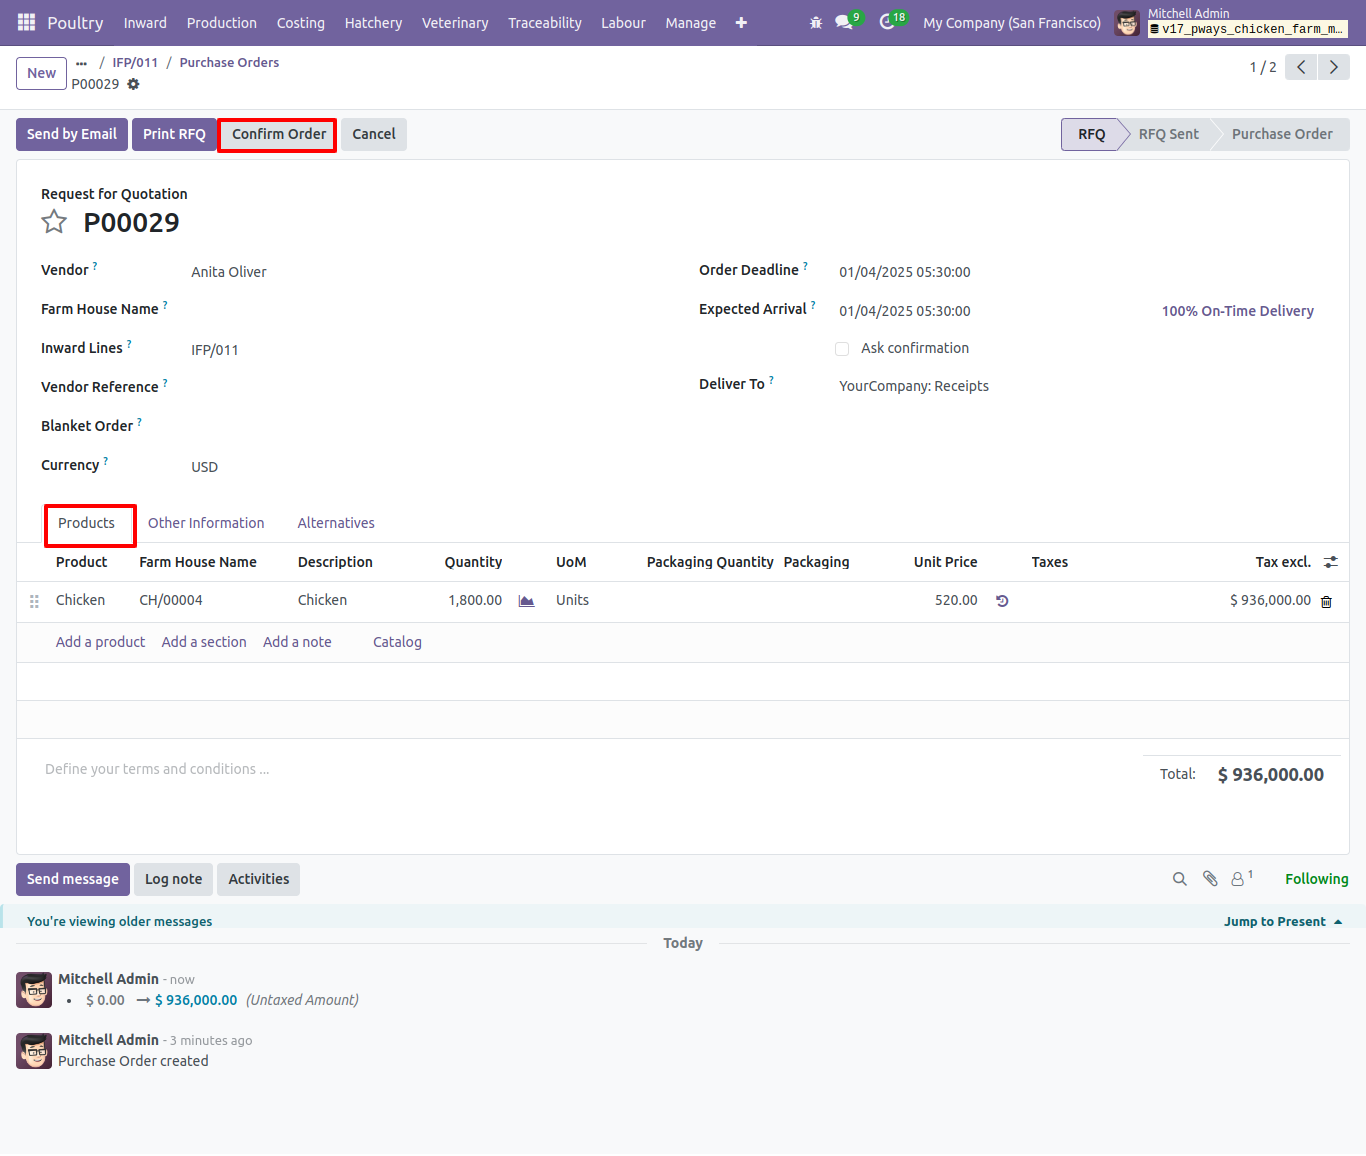 Poultry Inward Production Costing Hatchery Veterinary Traceability Labour Manage 9 18 My Company (San Francisco) Mitchell Admin
v17_pways_chicken_farm_m...
New ... / IFP/011 / Purchase Orders
P00029
1 / 2
Send by Email Print RFQ Confirm Order Cancel RFQ RFQ Sent Purchase Order
Request for Quotation
P00029
Vendor ? Anita Oliver
Farm House Name ?
Inward Lines ? IFP/011
Vendor Reference ?
Blanket Order ?
Currency ? USD
Order Deadline ? 01/04/2025 05:30:00
Expected Arrival ? 01/04/2025 05:30:00 100% On-Time Delivery
Ask confirmation
Deliver To ? YourCompany: Receipts
Products Other Information Alternatives
Product Farm House Name Description Quantity UoM Packaging Quantity Packaging Unit Price Taxes Tax excl.
Chicken CH/00004 Chicken 1,800.00 Units 520.00 $ 936,000.00
Add a product Add a section Add a note Catalog
Define your terms and conditions ...
Total: $ 936,000.00
Send message Log note Activities 1 Following
You're viewing older messages Jump to Present
Today
Mitchell Admin - now
• $ 0.00 → $ 936,000.00 (Untaxed Amount)
Mitchell Admin - 3 minutes ago
Purchase Order created